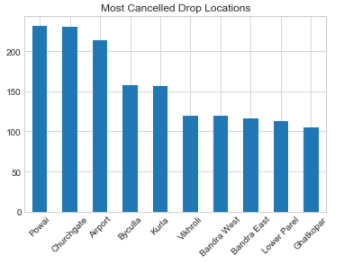 Most Cancelled Drop Locations
200
150
100
50
0
Powai
Churchgate
Airport
Byculla
Kurla
Vikhroli
Bandra West
Bandra East
Lower Parel
Ghatkopar